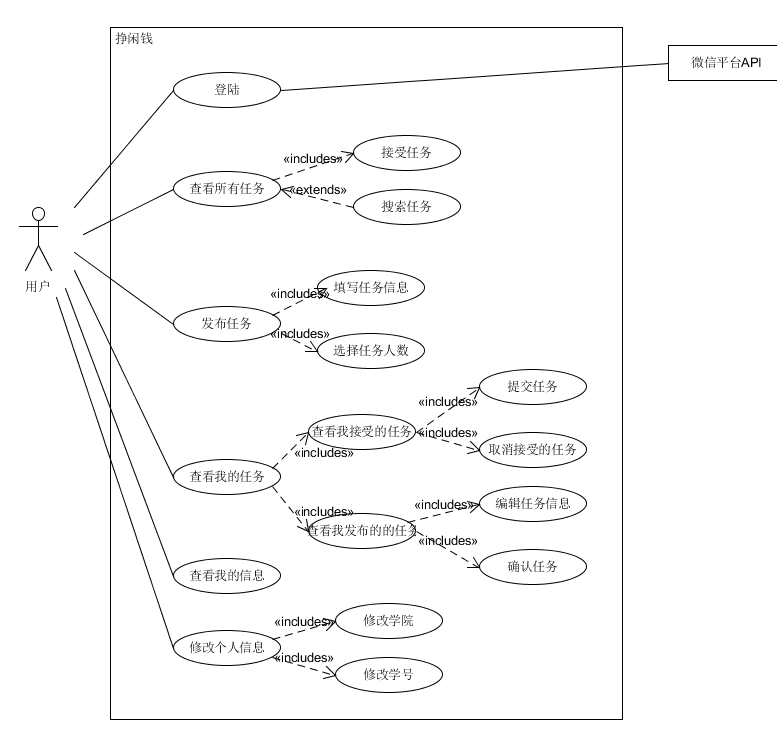 挣闲钱
微信平台API
登陆
«includes»
接受任务
查看所有任务
«extends»
搜索任务
用户
«includes»
填写任务信息
发布任务
«includes»
选择任务人数
提交任务
«includes»
查看我接受的任务
«includes»
取消接受的任务
«includes»
查看我的任务
«includes»
编辑任务信息
«includes»
查看我发布的的任务
«includes»
确认任务
查看我的信息
«includes»
修改学院
修改个人信息
«includes»
修改学号